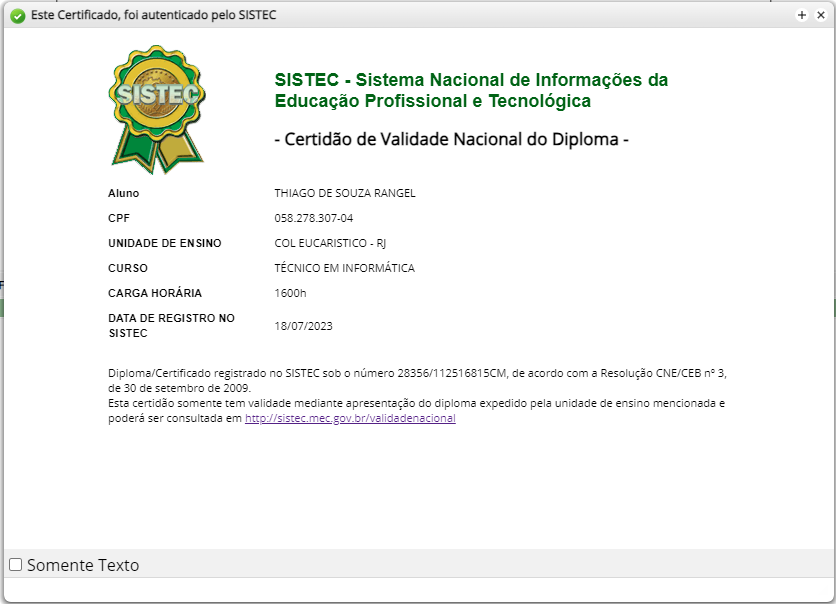 Este Certificado, foi autenticado pelo SISTEC
SISTEC
SISTEC - Sistema Nacional de Informações da
Educação Profissional e Tecnológica
- Certidão de Validade Nacional do Diploma -
Aluno THIAGO DE SOUZA RANGEL
CPF 058.278.307-04
UNIDADE DE ENSINO COL EUCARISTICO - RJ
CURSO TÉCNICO EM INFORMÁTICA
CARGA HORÁRIA 1600h
DATA DE REGISTRO NO
SISTEC 18/07/2023
Diploma/Certificado registrado no SISTEC sob o número 28356/112516815CM, de acordo com a Resolução CNE/CEB nº 3,
de 30 de setembro de 2009.
Esta certidão somente tem validade mediante apresentação do diploma expedido pela unidade de ensino mencionada e
poderá ser consultada em http://sistec.mec.gov.br/validadenacional
Somente Texto